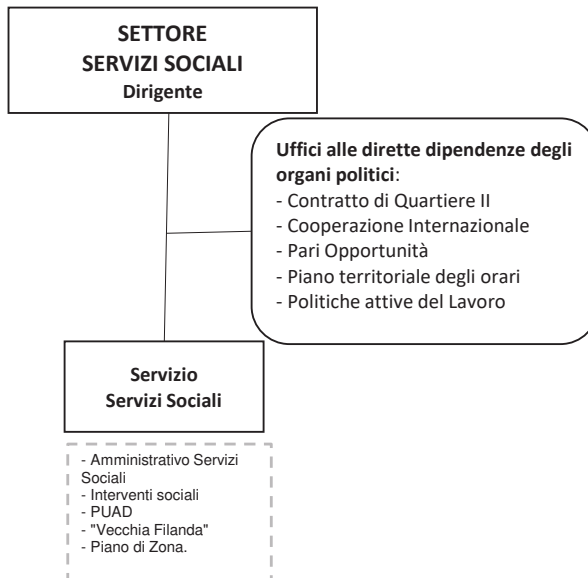 SETTORE
SERVIZI SOCIALI
Dirigente
Uffici alle dirette dipendenze degli
organi politici:
- Contratto di Quartiere II
- Cooperazione Internazionale
- Pari Opportunità
- Piano territoriale degli orari
- Politiche attive del Lavoro
Servizio
Servizi Sociali
- Amministrativo Servizi
Sociali
- Interventi sociali
- PUAD
- "Vecchia Filanda"
- Piano di Zona.